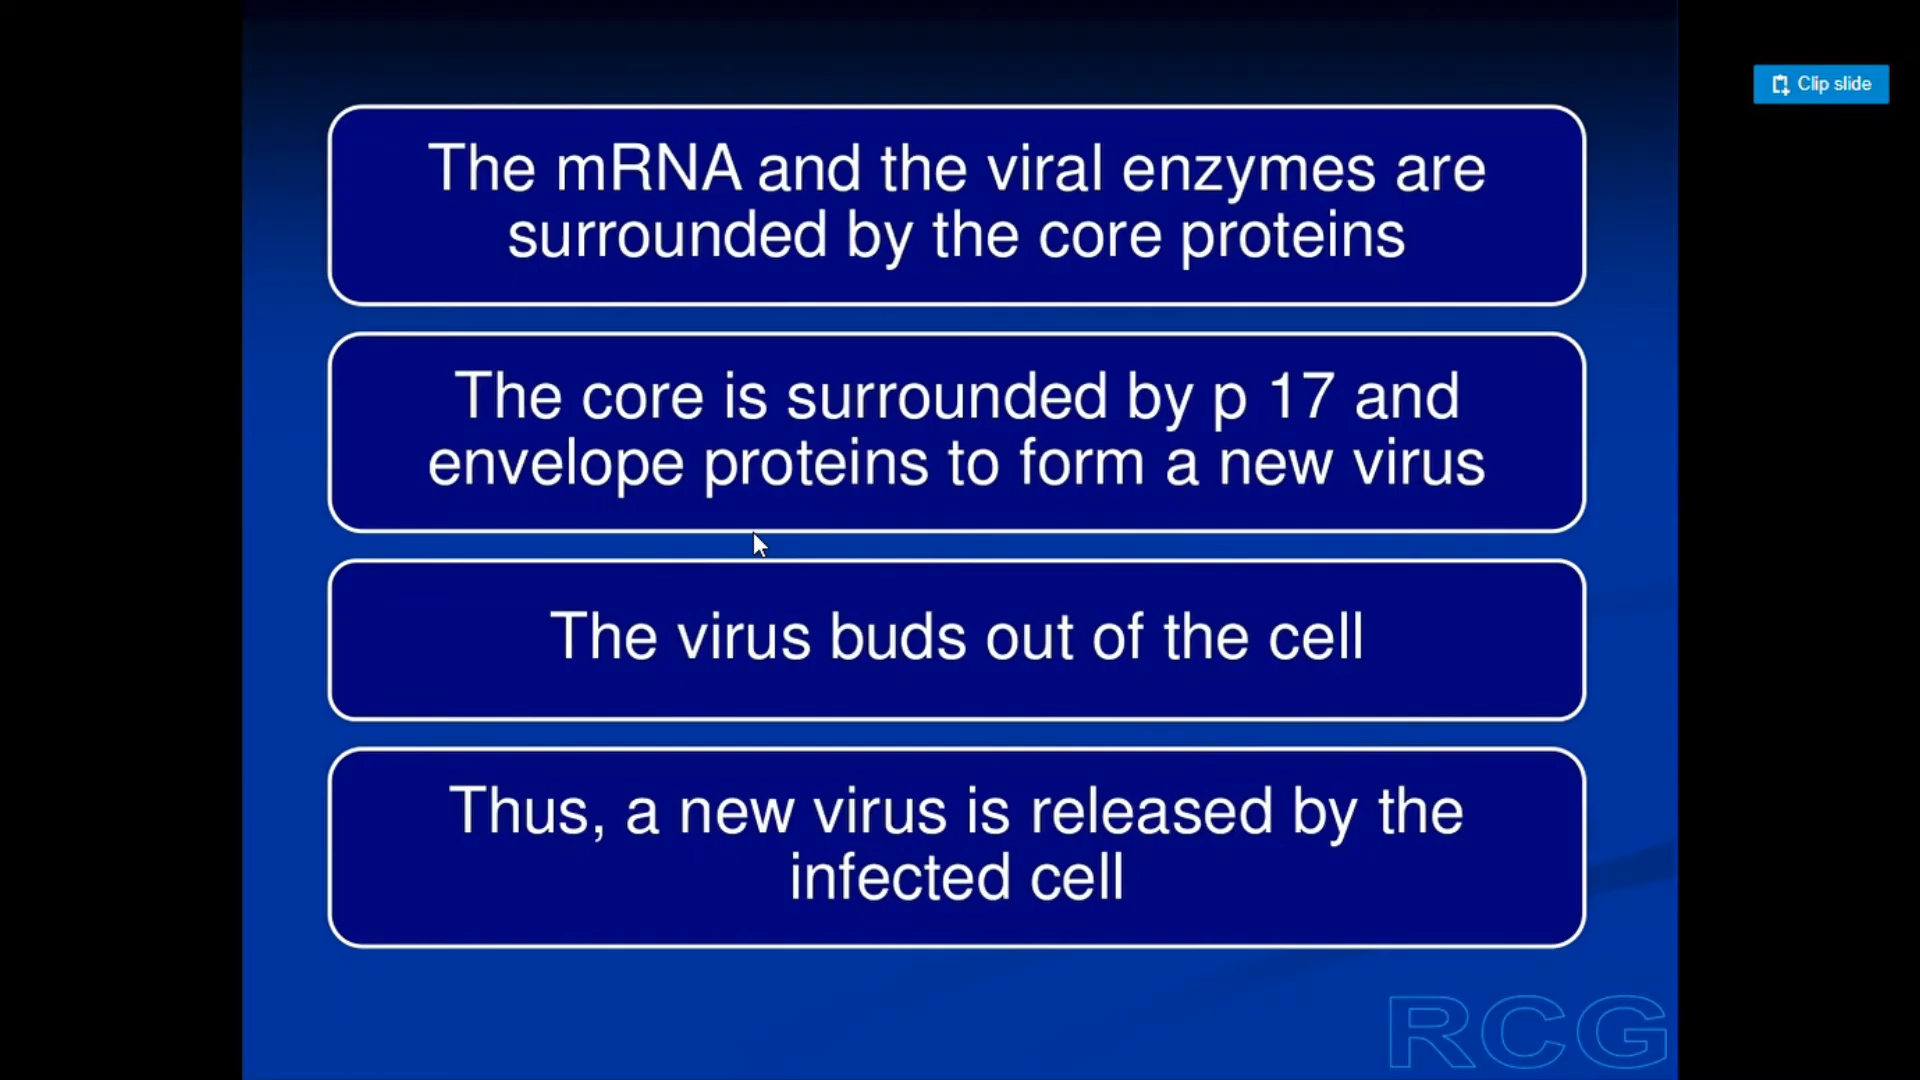 Clip slide
The mRNA and the viral enzymes are
surrounded by the core proteins
The core is surrounded by p 17 and
envelope proteins to form a new virus
The virus buds out of the cell
Thus, a new virus is released by the
infected cell
RCG